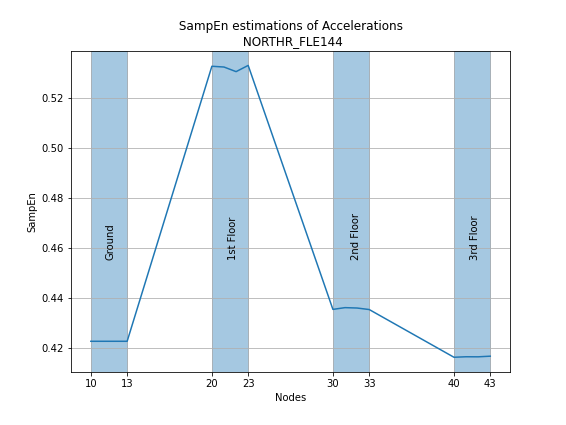 SampEn estimations of Accelerations
NORTHR_FLE144
0.52
0.50
0.48
0.46
0.44
0.42
SampEn
Ground
1st Floor
2nd Floor
3rd Floor
10 13 20 23 30 33 40 43
Nodes